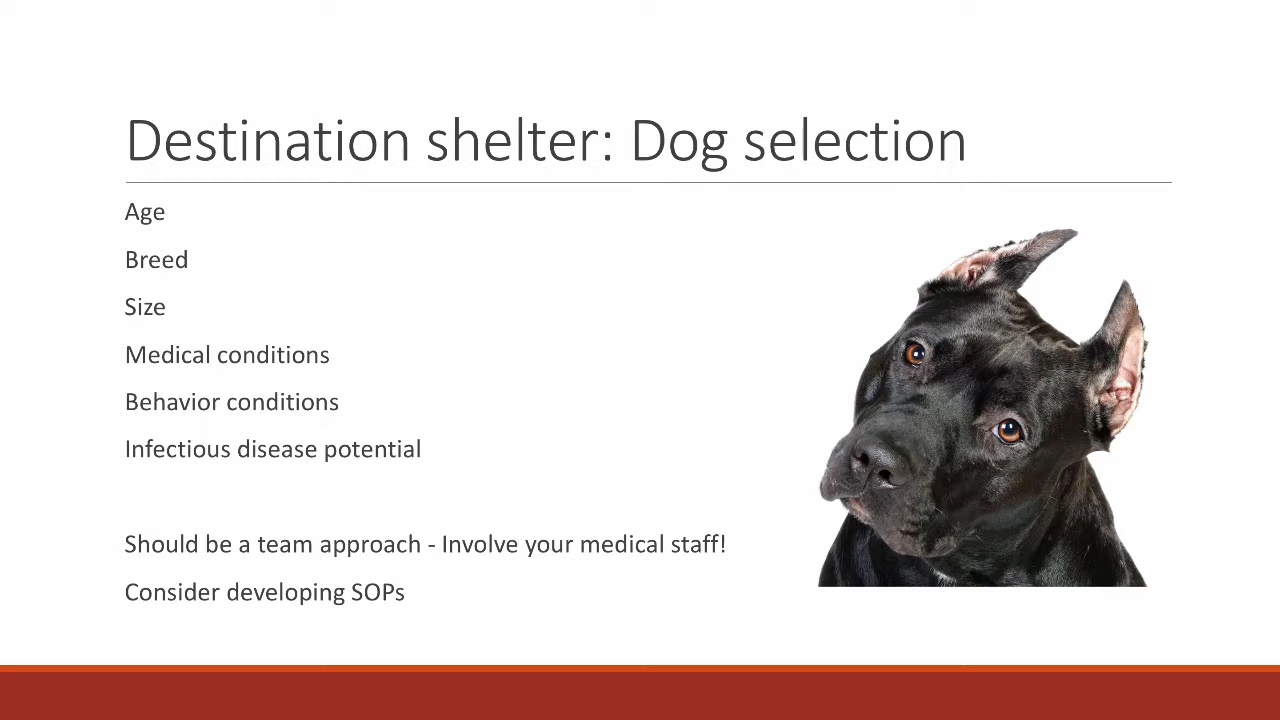 Destination shelter: Dog selection
Age
Breed
Size
Medical conditions
Behavior conditions
Infectious disease potential
Should be a team approach - Involve your medical staff!
Consider developing SOPs